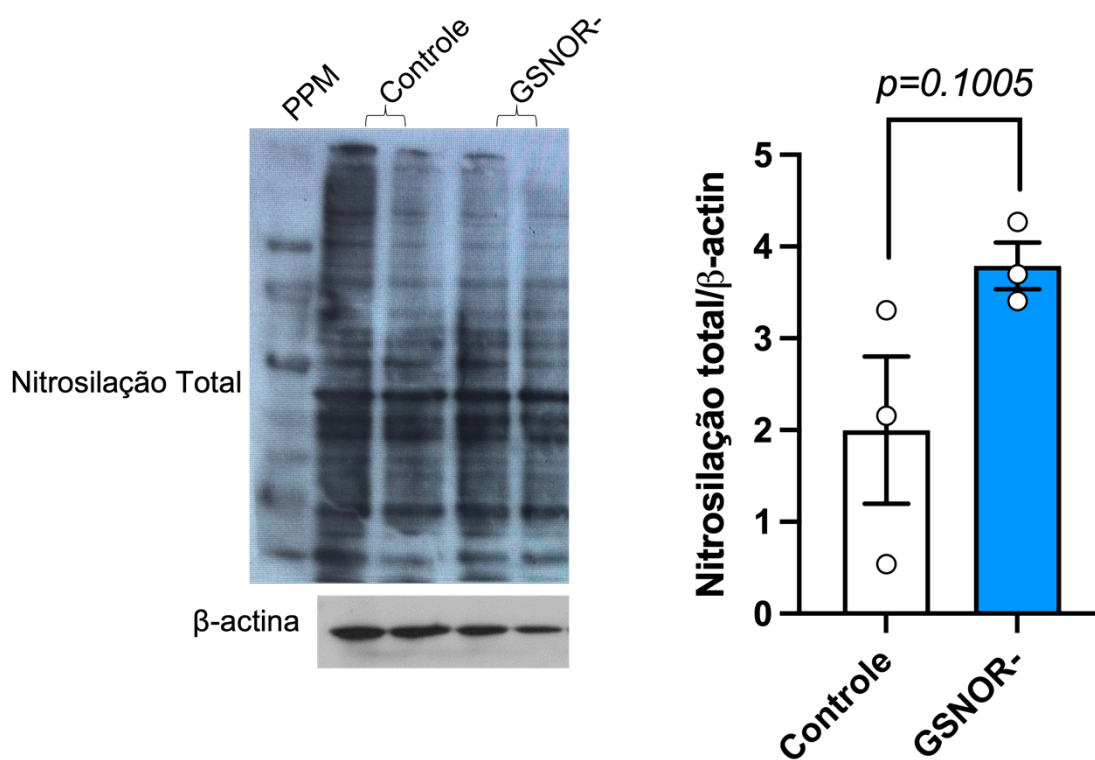 PPM
Controle
GSNOR-
Nitrosilação Total
β-actina
p=0.1005
Nitrosilação total/β-actin
5
4
3
2
1
0
Controle
GSNOR-